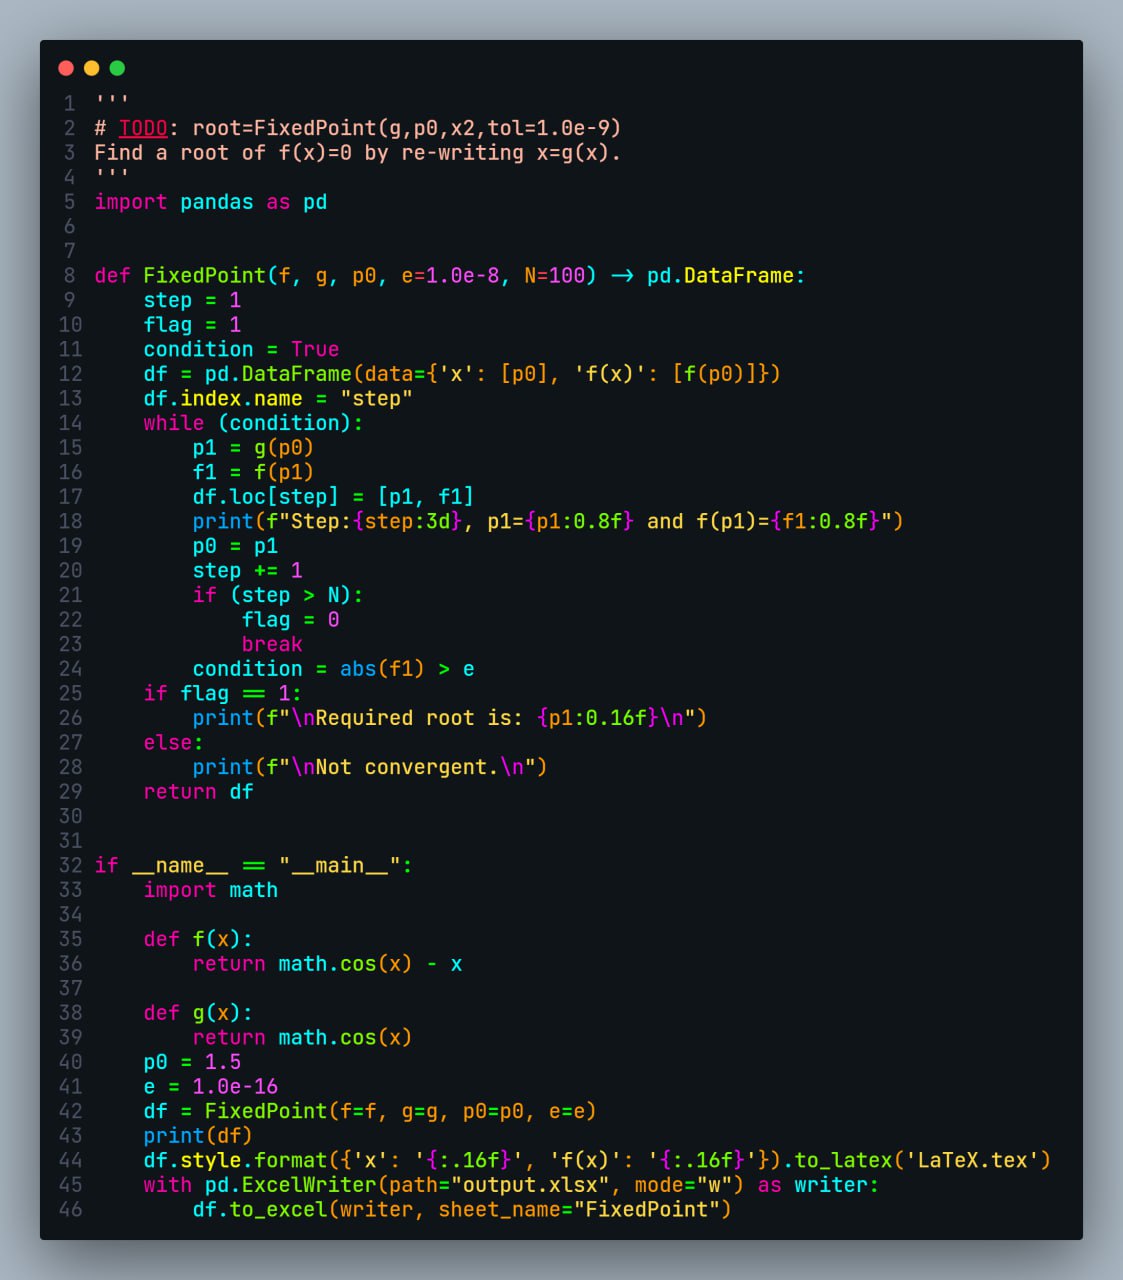 1 '''
2 # TODO: root=FixedPoint(g,p0,x2,tol=1.0e-9)
3 Find a root of f(x)=0 by re-writing x=g(x).
4 '''
5 import pandas as pd
6
7
8 def FixedPoint(f, g, p0, e=1.0e-8, N=100) -> pd.DataFrame:
9     step = 1
10     flag = 1
11     condition = True
12     df = pd.DataFrame(data={'x': [p0], 'f(x)': [f(p0)]})
13     df.index.name = "step"
14     while (condition):
15         p1 = g(p0)
16         f1 = f(p1)
17         df.loc[step] = [p1, f1]
18         print(f"Step:{step:3d}, p1={p1:0.8f} and f(p1)={f1:0.8f}")
19         p0 = p1
20         step += 1
21         if (step > N):
22             flag = 0
23             break
24         condition = abs(f1) > e
25     if flag == 1:
26         print(f"\nRequired root is: {p1:0.16f}\n")
27     else:
28         print(f"\nNot convergent.\n")
29     return df
30
31
32 if __name__ == "__main__":
33     import math
34
35     def f(x):
36         return math.cos(x) - x
37
38     def g(x):
39         return math.cos(x)
40     p0 = 1.5
41     e = 1.0e-16
42     df = FixedPoint(f=f, g=g, p0=p0, e=e)
43     print(df)
44     df.style.format({'x': '{:.16f}', 'f(x)': '{:.16f}'}).to_latex('LaTeX.tex')
45     with pd.ExcelWriter(path="output.xlsx", mode="w") as writer:
46         df.to_excel(writer, sheet_name="FixedPoint")